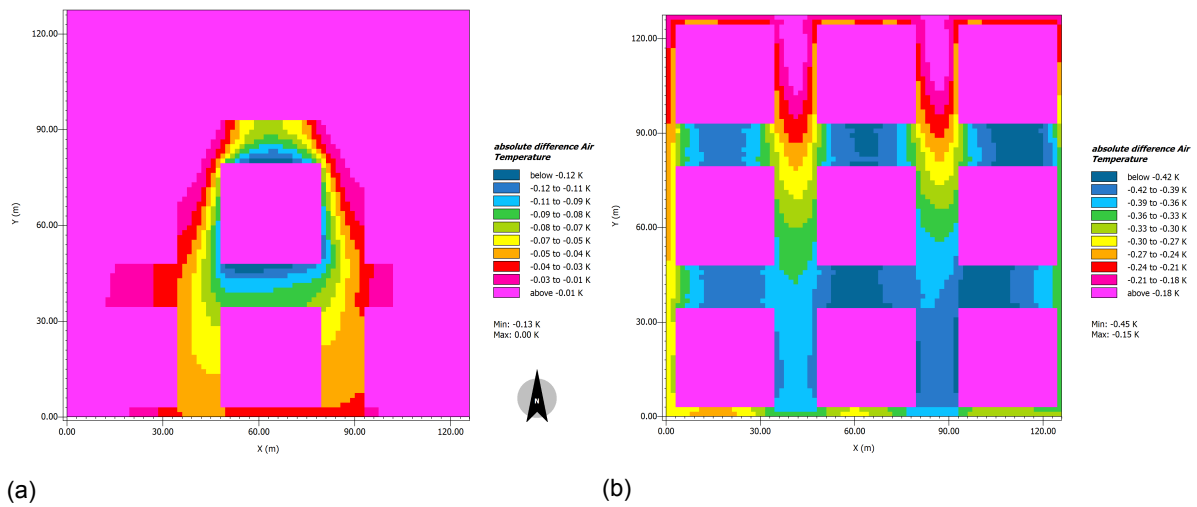 120.00
90.00
60.00
30.00
0.00
Y (m)
0.00 30.00 60.00 90.00 120.00
X (m)
absolute difference Air
Temperature
below -0.12 K
-0.12 to -0.11 K
-0.11 to -0.09 K
-0.09 to -0.08 K
-0.08 to -0.07 K
-0.07 to -0.05 K
-0.05 to -0.04 K
-0.04 to -0.03 K
-0.03 to -0.01 K
above -0.01 K
Min: -0.13 K
Max: 0.00 K
N
(a)
120.00
90.00
60.00
30.00
0.00
Y (m)
0.00 30.00 60.00 90.00 120.00
X (m)
absolute difference Air
Temperature
below -0.42 K
-0.42 to -0.39 K
-0.39 to -0.36 K
-0.36 to -0.33 K
-0.33 to -0.30 K
-0.30 to -0.27 K
-0.27 to -0.24 K
-0.24 to -0.21 K
-0.21 to -0.18 K
above -0.18 K
Min: -0.45 K
Max: -0.15 K
(b)